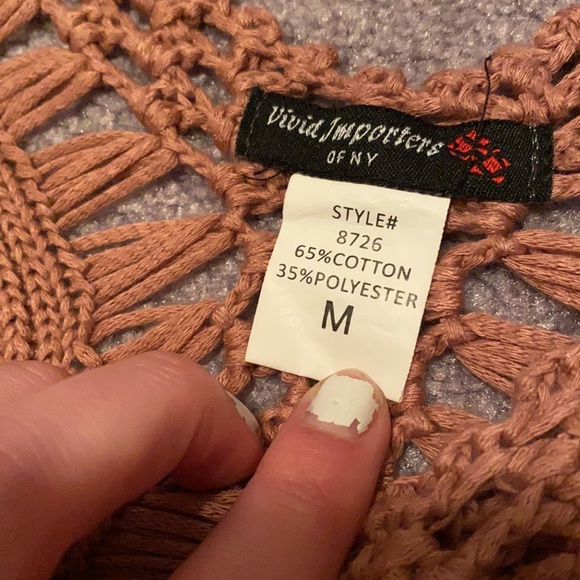 Vivid Importers
OF NY
STYLE#
8726
65%COTTON
35%POLYESTER
M